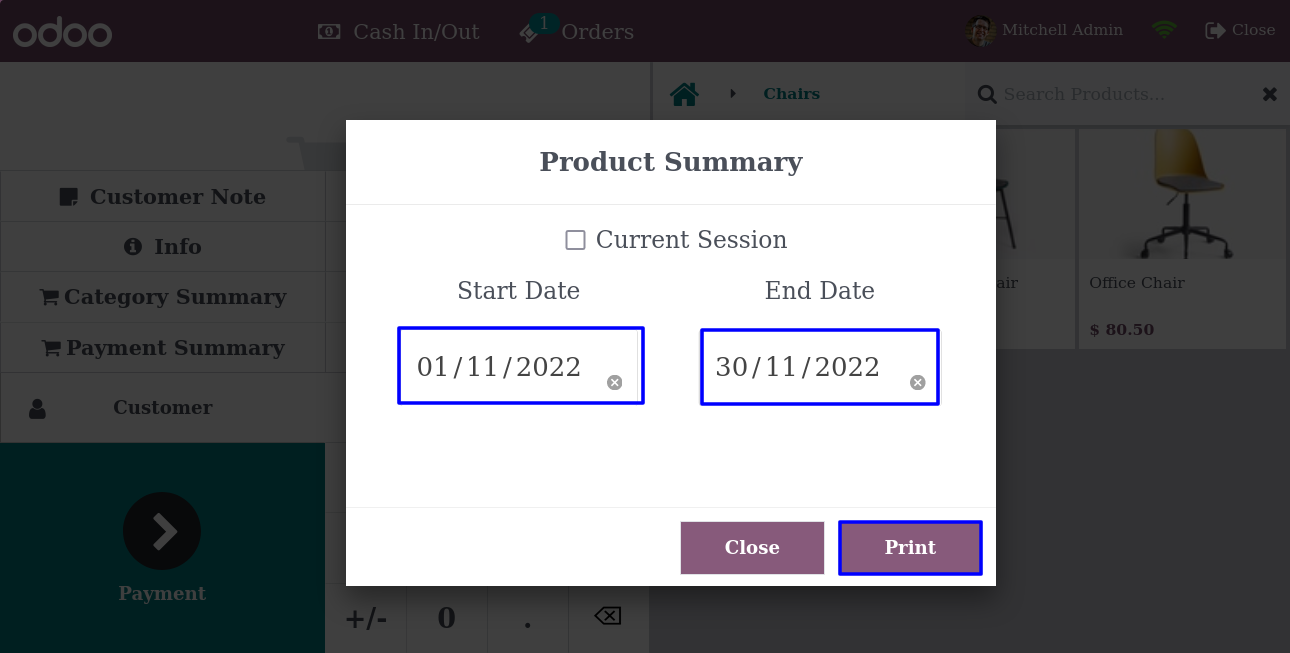 odoo
Cash In/Out
1
Orders
Mitchell Admin
Close
Chairs
Search Products...
Product Summary
Customer Note
Info
Category Summary
Payment Summary
Customer
Payment
Current Session
Start Date
End Date
01/11/2022
30/11/2022
air
Office Chair
$ 80.50
Close
Print
+/-
0
.